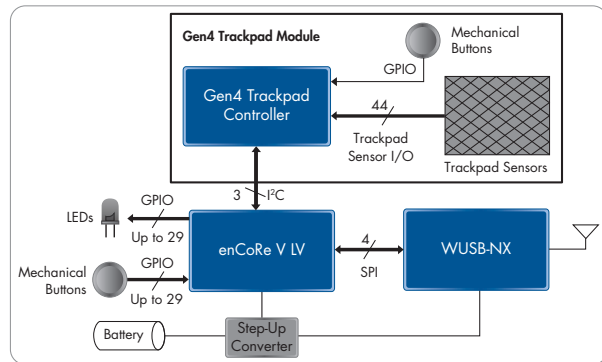 Gen4 Trackpad Module
Mechanical
Buttons
GPIO
Gen4 Trackpad
Controller
44
Trackpad
Sensor I/O
Trackpad Sensors
3
I²C
LEDs
GPIO
Up to 29
enCoRe V LV
4
SPI
WUSB-NX
Mechanical
Buttons
GPIO
Up to 29
Battery
Step-Up
Converter